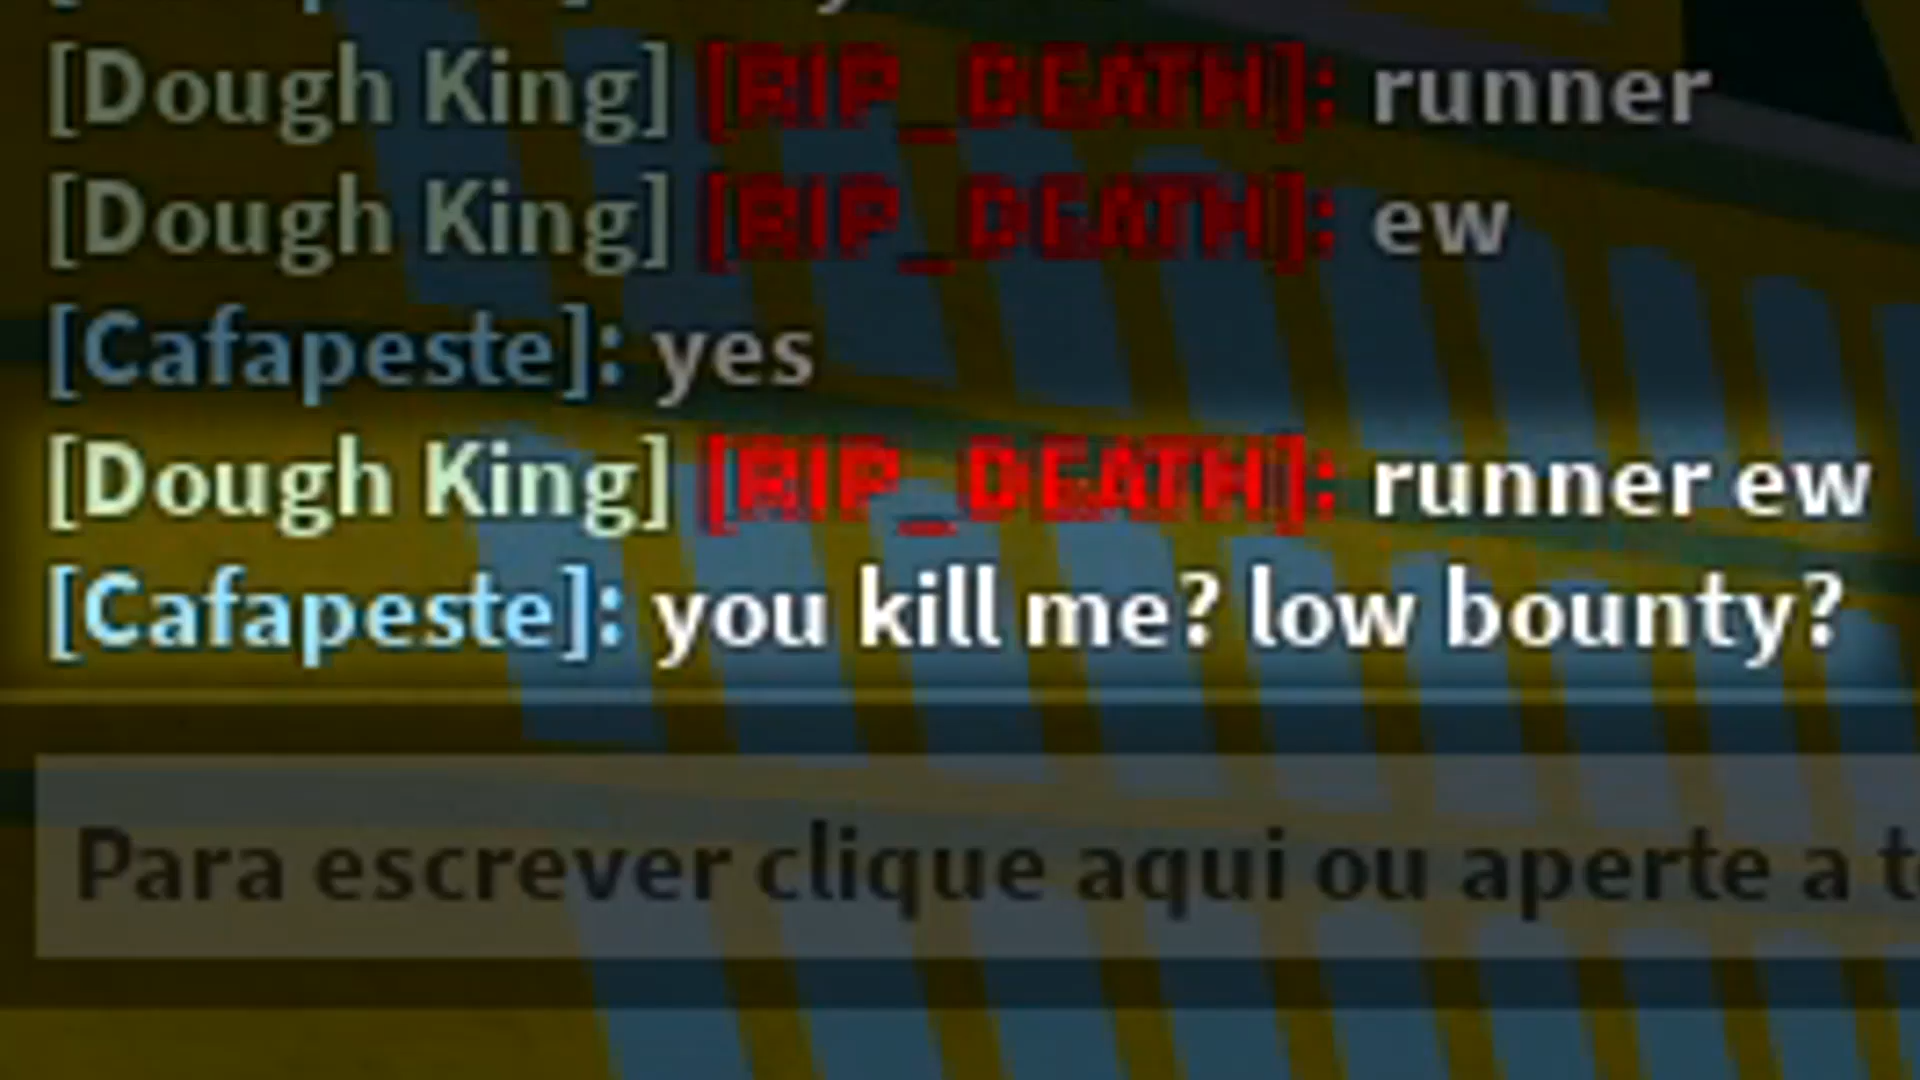 [Dough King] [RIP_DEATH]: runner
[Dough King] [RIP_DEATH]: ew
[Cafapeste]: yes
[Dough King] [RIP_DEATH]: runner ew
[Cafapeste]: you kill me? low bounty?
Para escrever clique aqui ou aperte a